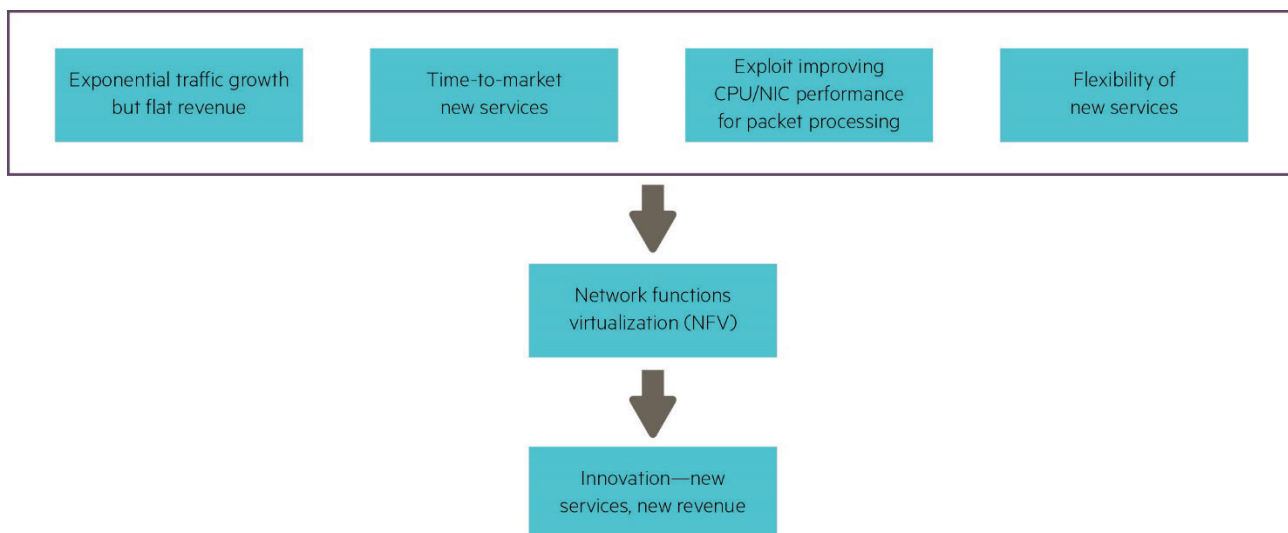 Exponential traffic growth
but flat revenue
Time-to-market
new services
Exploit improving
CPU/NIC performance
for packet processing
Flexibility of
new services
Network functions
virtualization (NFV)
Innovation—new
services, new revenue